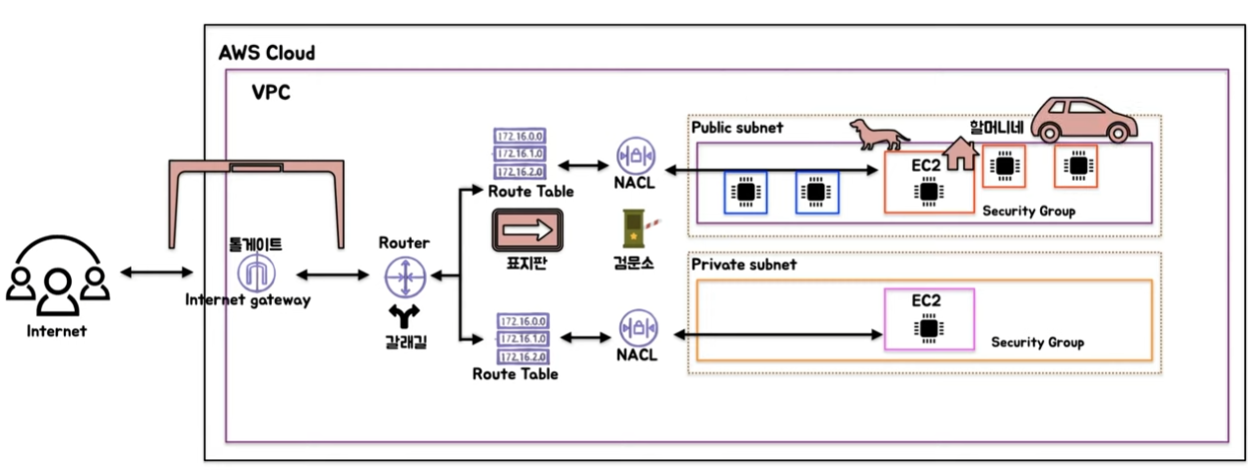 AWS Cloud
VPC
Internet
톨게이트
Internet gateway
Router
갈래길
172.16.0.0
172.16.1.0
172.16.2.0
Route Table
표지판
NACL
검문소
Public subnet
할머니네
EC2
Security Group
172.16.0.0
172.16.1.0
172.16.2.0
Route Table
NACL
Private subnet
EC2
Security Group